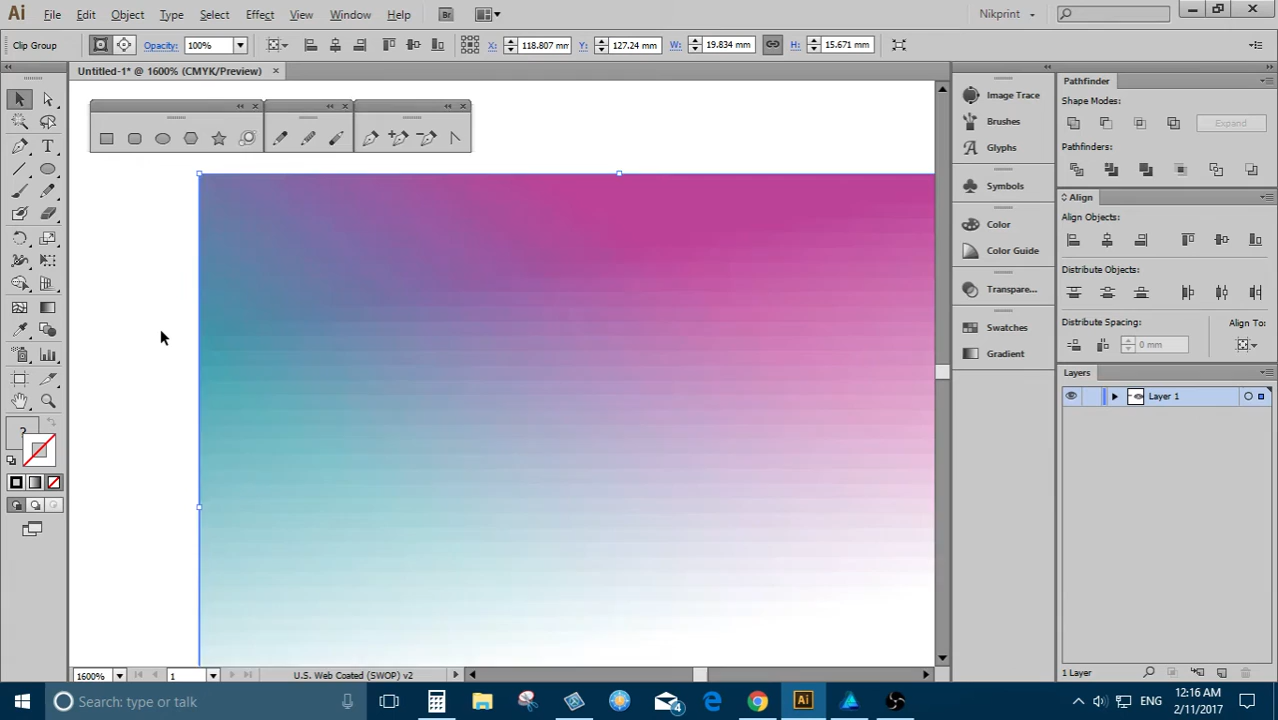 Ai File Edit Object Type Select Effect View Window Help Br Nikprint
Clip Group Opacity: 100% X: 118.807 mm Y: 127.24 mm W: 19.834 mm H: 15.671 mm
Untitled-1* @ 1600% (CMYK/Preview)
Image Trace
Brushes
Glyphs
Symbols
Color
Color Guide
Transpare...
Swatches
Gradient
Pathfinder
Shape Modes:
Expand
Pathfinders:
Align
Align Objects:
Distribute Objects:
Distribute Spacing: Align To:
0 mm
Layers
Layer 1
1 Layer
?
1600% 1 U.S. Web Coated (SWOP) v2
Search: type or talk 4 Ai ENG 12:16 AM
2/11/2017